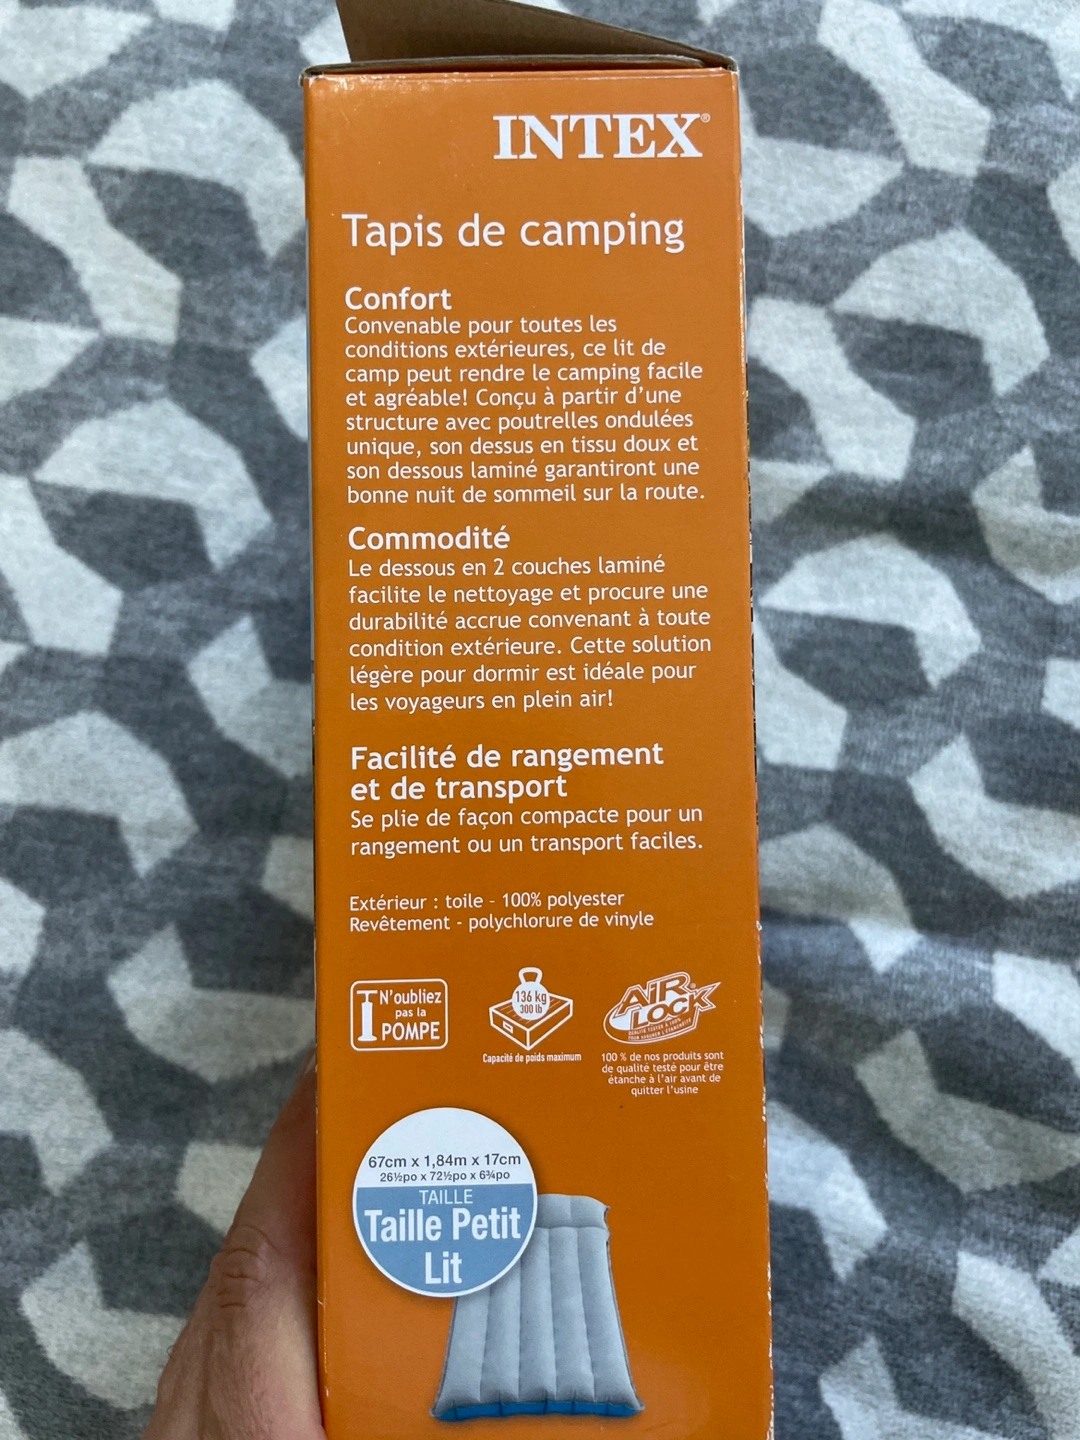 INTEX®
Tapis de camping
Confort
Convenable pour toutes les
conditions extérieures, ce lit de
camp peut rendre le camping facile
et agréable! Conçu à partir d'une
structure avec poutrelles ondulées
unique, son dessus en tissu doux et
son dessous laminé garantiront une
bonne nuit de sommeil sur la route.
Commodité
Le dessous en 2 couches laminé
facilite le nettoyage et procure une
durabilité accrue convenant à toute
condition extérieure. Cette solution
légère pour dormir est idéale pour
les voyageurs en plein air!
Facilité de rangement
et de transport
Se plie de façon compacte pour un
rangement ou un transport faciles.
Extérieur : toile - 100% polyester
Revêtement - polychlorure de vinyle
N'oubliez
pas la
POMPE
136 kg
300 lb
Capacité de poids maximum
AIR
LOCK
100 % de nos produits sont
de qualité testé pour être
étanche à l'air avant de
quitter l'usine
67cm x 1,84m x 17cm
26½po x 72½po x 6¾po
TAILLE
Taille Petit
Lit